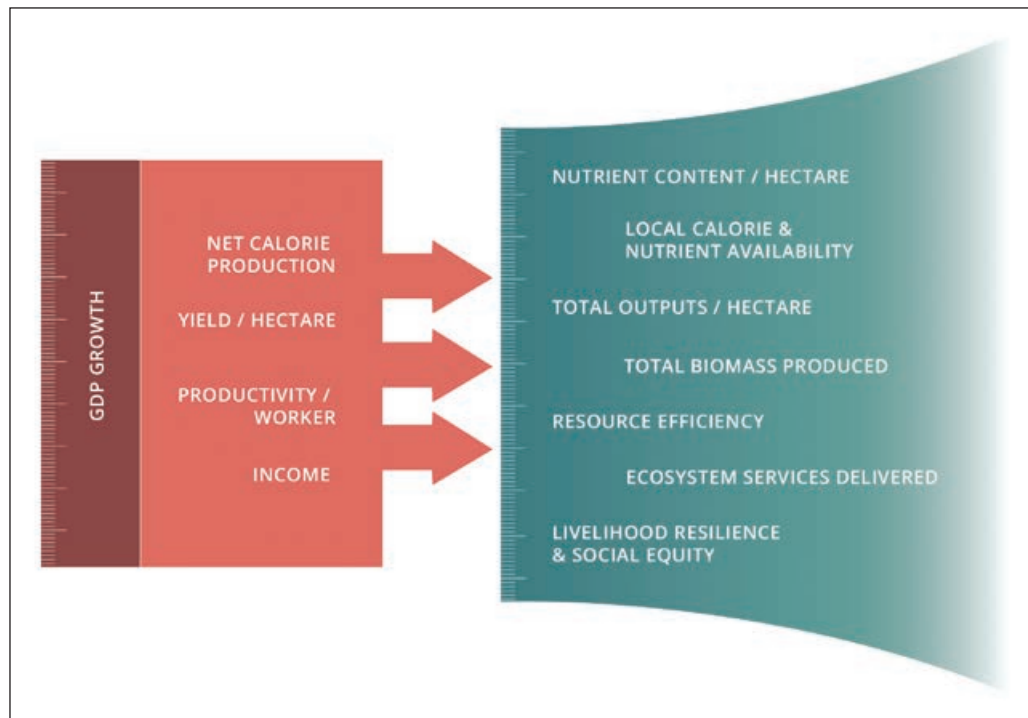 GDP GROWTH
NET CALORIE
PRODUCTION
YIELD / HECTARE
PRODUCTIVITY /
WORKER
INCOME
NUTRIENT CONTENT / HECTARE
LOCAL CALORIE &
NUTRIENT AVAILABILITY
TOTAL OUTPUTS / HECTARE
TOTAL BIOMASS PRODUCED
RESOURCE EFFICIENCY
ECOSYSTEM SERVICES DELIVERED
LIVELIHOOD RESILIENCE
& SOCIAL EQUITY